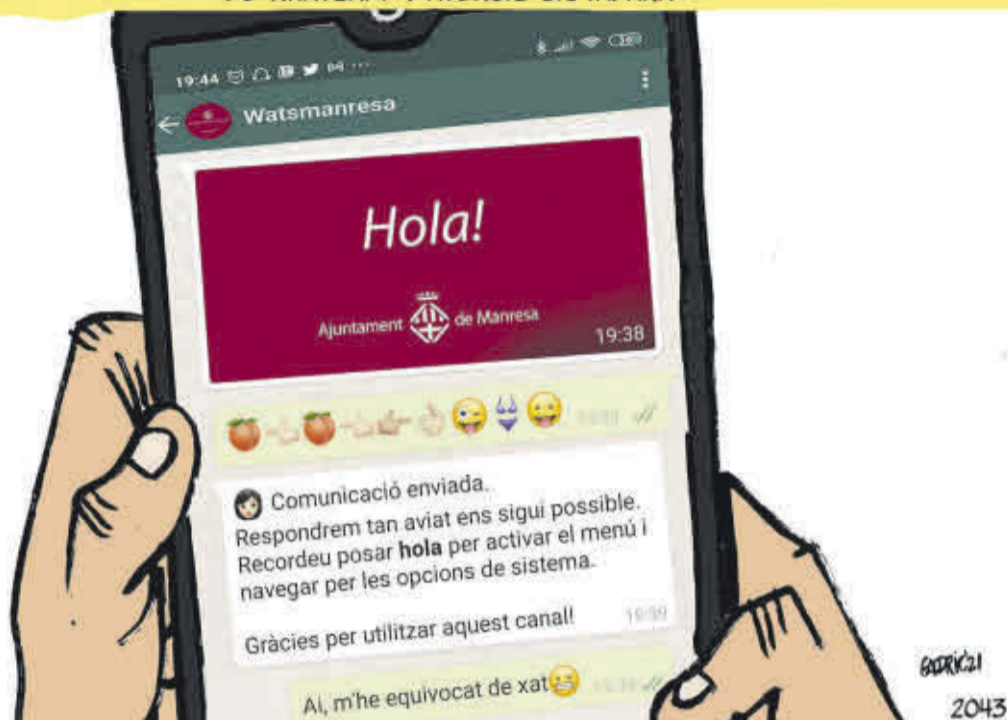 19:44
Watsmanresa
Hola!
Ajuntament de Manresa
19:38
Comunicació enviada.
Respondrem tan aviat ens sigui possible.
Recordeu posar hola per activar el menú i
navegar per les opcions de sistema.
Gràcies per utilitzar aquest canal!
19:39
Ai, m'he equivocat de xat
2043